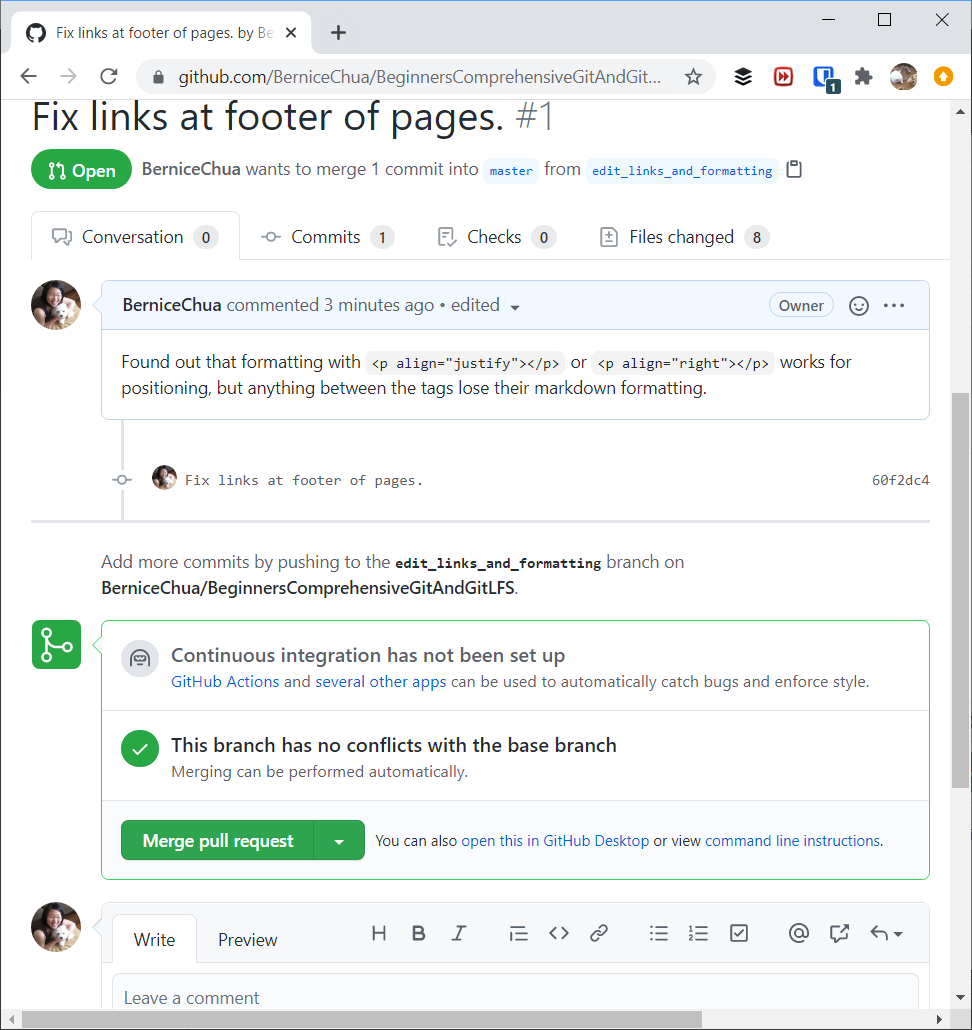 Fix links at footer of pages. by Be
github.com/BerniceChua/BeginnersComprehensiveGitAndGit...
1
Fix links at footer of pages. #1
Open BerniceChua wants to merge 1 commit into master from edit_links_and_formatting
Conversation 0 Commits 1 Checks 0 Files changed 8
BerniceChua commented 3 minutes ago • edited Owner
Found out that formatting with <p align="justify"></p> or <p align="right"></p> works for
positioning, but anything between the tags lose their markdown formatting.
Fix links at footer of pages. 60f2dc4
Add more commits by pushing to the edit_links_and_formatting branch on
BerniceChua/BeginnersComprehensiveGitAndGitLFS.
Continuous integration has not been set up
GitHub Actions and several other apps can be used to automatically catch bugs and enforce style.
This branch has no conflicts with the base branch
Merging can be performed automatically.
Merge pull request You can also open this in GitHub Desktop or view command line instructions.
Write Preview
Leave a comment